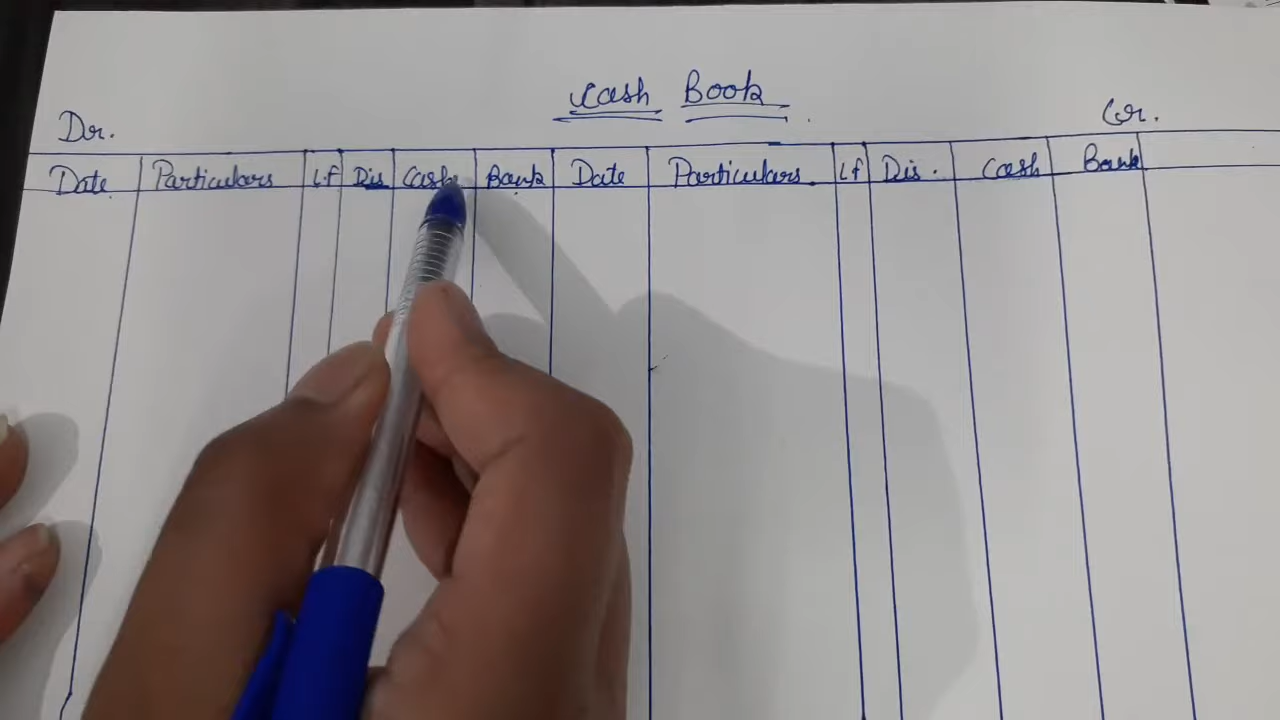 Cash Book
Dr. Cr.
Date Particulars L.F Dis Cash Bank Date Particulars L.f Dis. Cash Bank